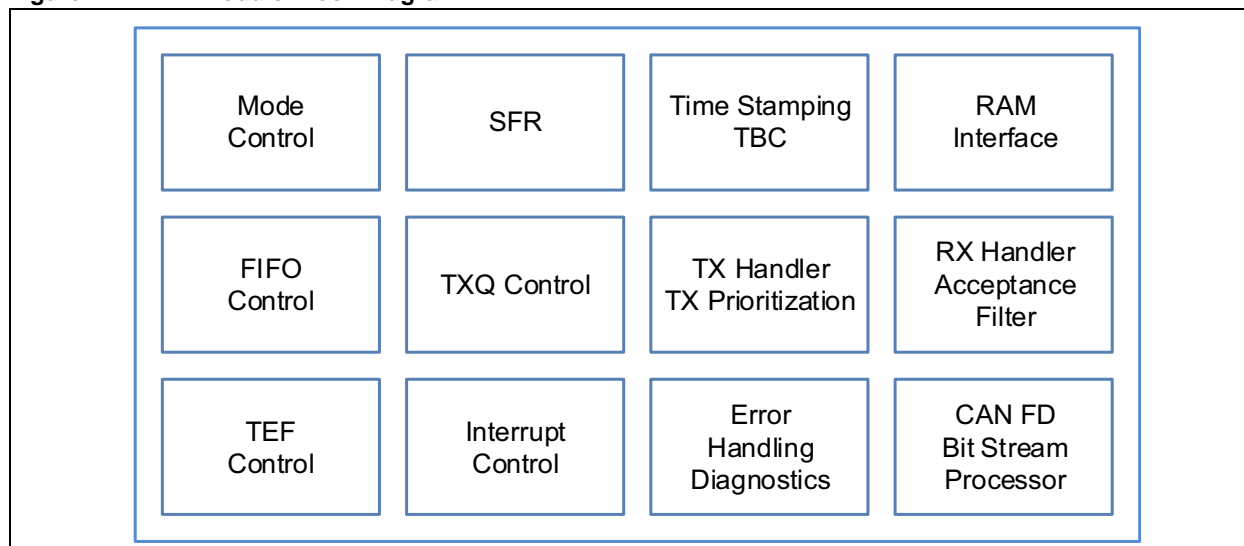 Mode
Control
SFR
Time Stamping
TBC
RAM
Interface
FIFO
Control
TXQ Control
TX Handler
TX Prioritization
RX Handler
Acceptance
Filter
TEF
Control
Interrupt
Control
Error
Handling
Diagnostics
CAN FD
Bit Stream
Processor